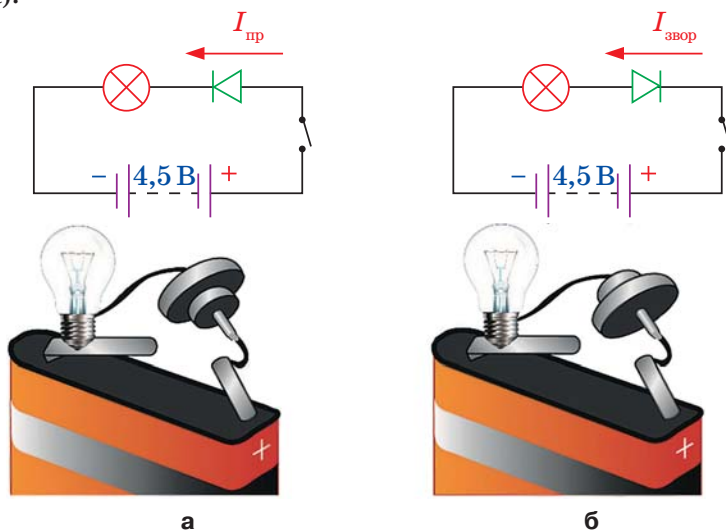 ).
I пр
I звор
– 4,5 В +
– 4,5 В +
+
+
а
б